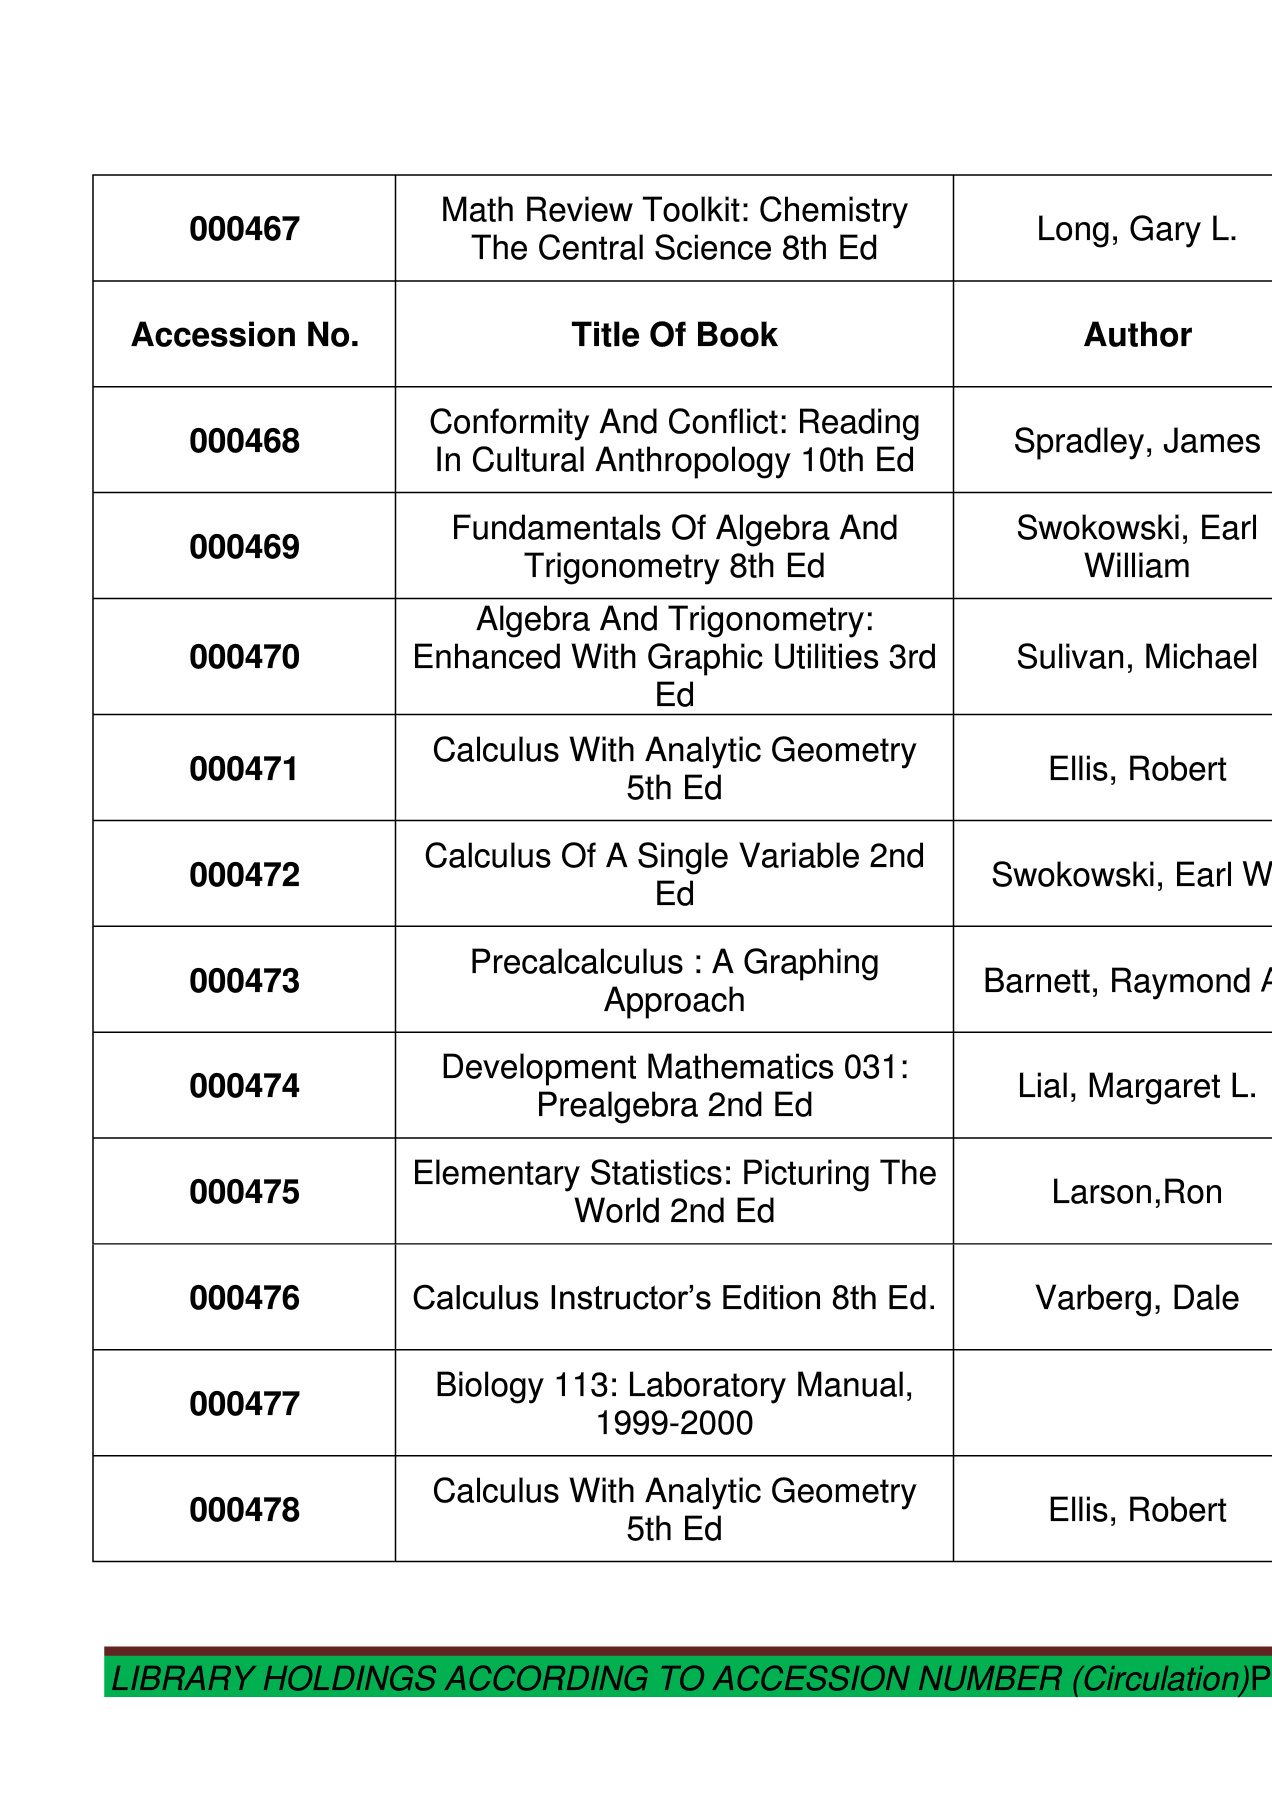 000467
Math Review Toolkit: Chemistry
The Central Science 8th Ed
Long, Gary L.
Accession No.
Title Of Book
Author
000468
Conformity And Conflict: Reading
In Cultural Anthropology 10th Ed
Spradley, James
000469
Fundamentals Of Algebra And
Trigonometry 8th Ed
Swokowski, Earl
William
000470
Algebra And Trigonometry:
Enhanced With Graphic Utilities 3rd
Ed
Sulivan, Michael
000471
Calculus With Analytic Geometry
5th Ed
Ellis, Robert
000472
Calculus Of A Single Variable 2nd
Ed
Swokowski, Earl W
000473
Precalcalculus : A Graphing
Approach
Barnett, Raymond A
000474
Development Mathematics 031:
Prealgebra 2nd Ed
Lial, Margaret L.
000475
Elementary Statistics: Picturing The
World 2nd Ed
Larson,Ron
000476
Calculus Instructor’s Edition 8th Ed.
Varberg, Dale
000477
Biology 113: Laboratory Manual,
1999-2000
000478
Calculus With Analytic Geometry
5th Ed
Ellis, Robert
LIBRARY HOLDINGS ACCORDING TO ACCESSION NUMBER (Circulation)P